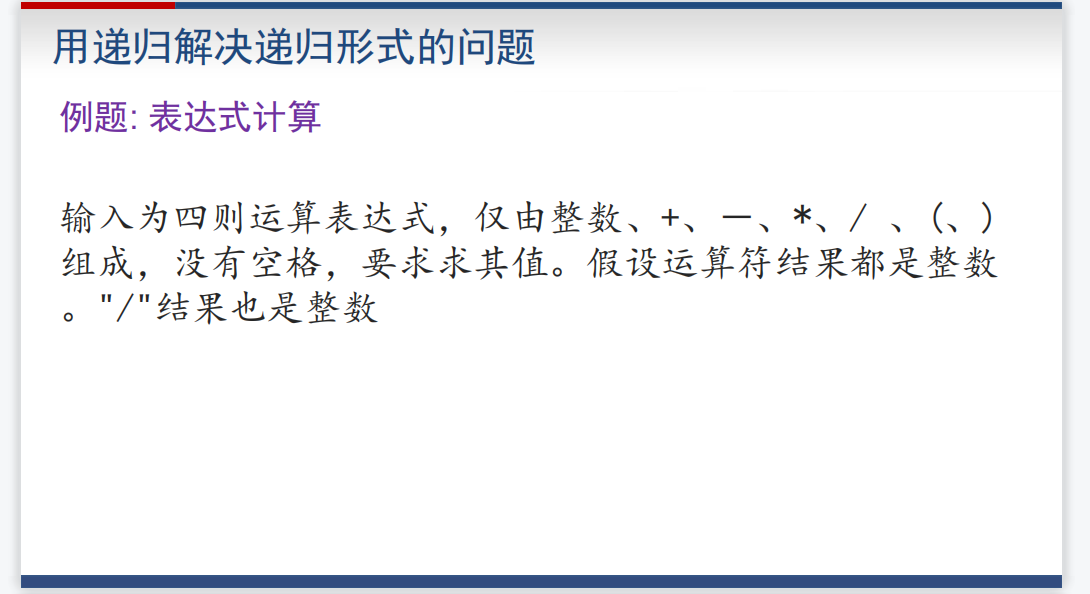 用递归解决递归形式的问题
例题: 表达式计算
输入为四则运算表达式，仅由整数、+、－、*、/ 、(、)
组成，没有空格，要求求其值。假设运算符结果都是整数
。"/"结果也是整数